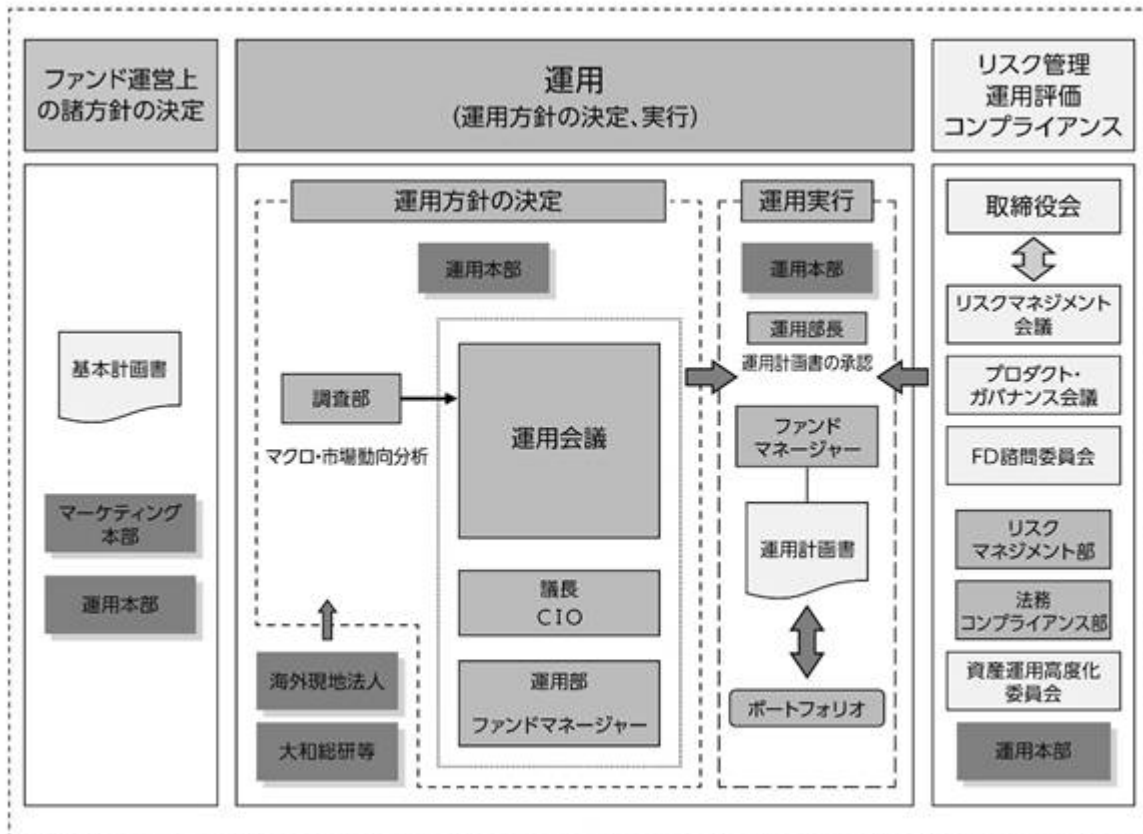 ファンド運営上
の諸方針の決定
運用
(運用方針の決定、実行)
リスク管理
運用評価
コンプライアンス
基本計画書
マーケティング
本部
運用本部
運用方針の決定
運用本部
調査部
マクロ・市場動向分析
運用会議
議長
CIO
運用部
ファンドマネージャー
海外現地法人
大和総研等
運用実行
運用本部
運用部長
運用計画書の承認
ファンド
マネージャー
運用計画書
ポートフォリオ
取締役会
リスクマネジメント
会議
プロダクト・
ガバナンス会議
FD諮問委員会
リスク
マネジメント部
法務
コンプライアンス部
資産運用高度化
委員会
運用本部